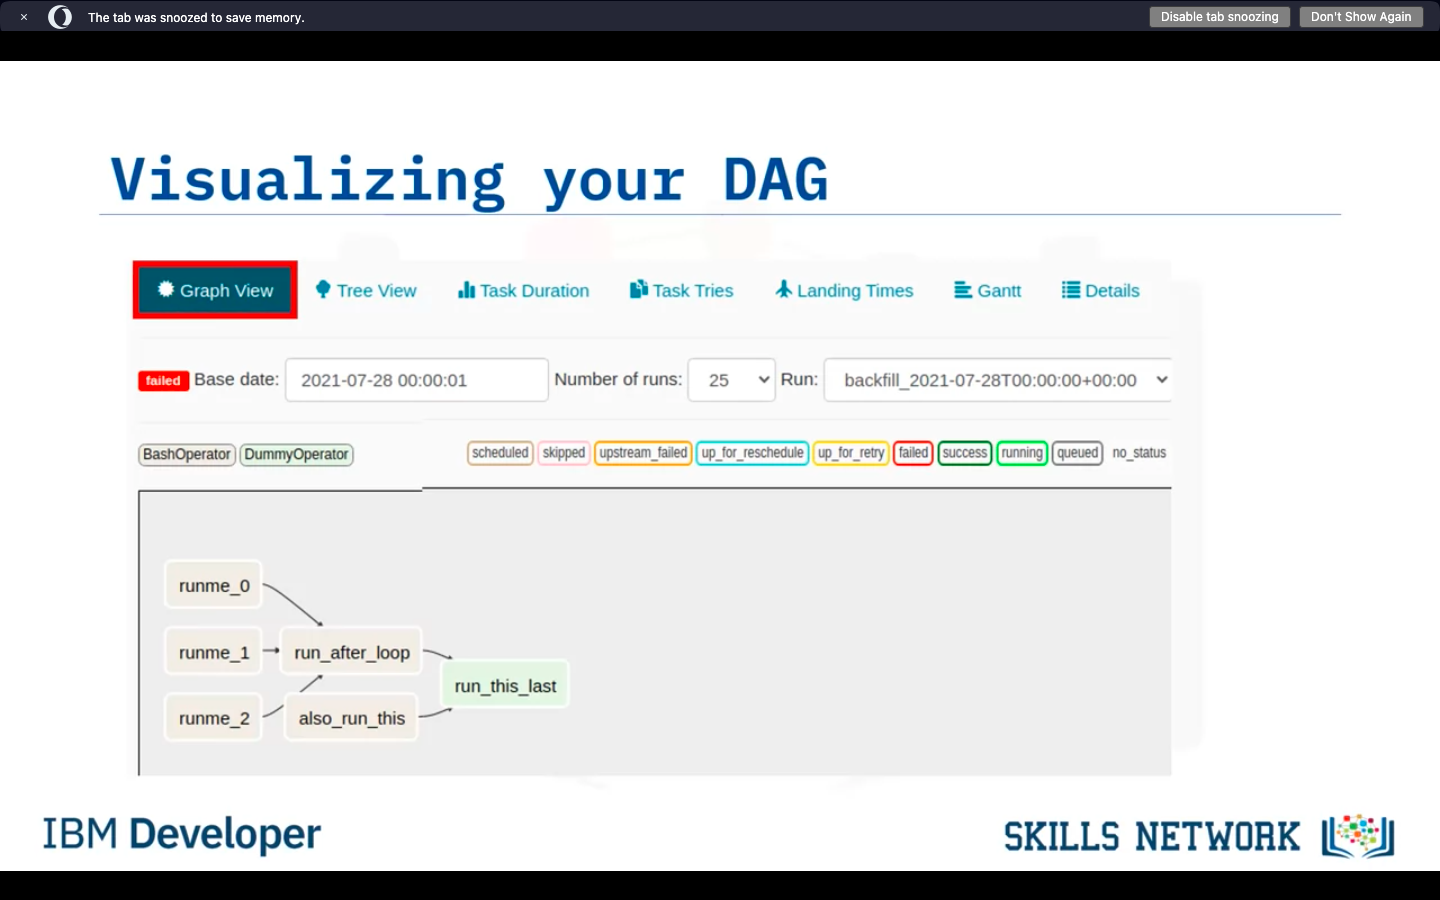 × The tab was snoozed to save memory. Disable tab snoozing Don't Show Again
Visualizing your DAG
Graph View Tree View Task Duration Task Tries Landing Times Gantt Details
failed Base date: 2021-07-28 00:00:01 Number of runs: 25 Run: backfill_2021-07-28T00:00:00+00:00
BashOperator DummyOperator scheduled skipped upstream_failed up_for_reschedule up_for_retry failed success running queued no_status
runme_0
runme_1 run_after_loop
run_this_last
runme_2 also_run_this
IBM Developer SKILLS NETWORK